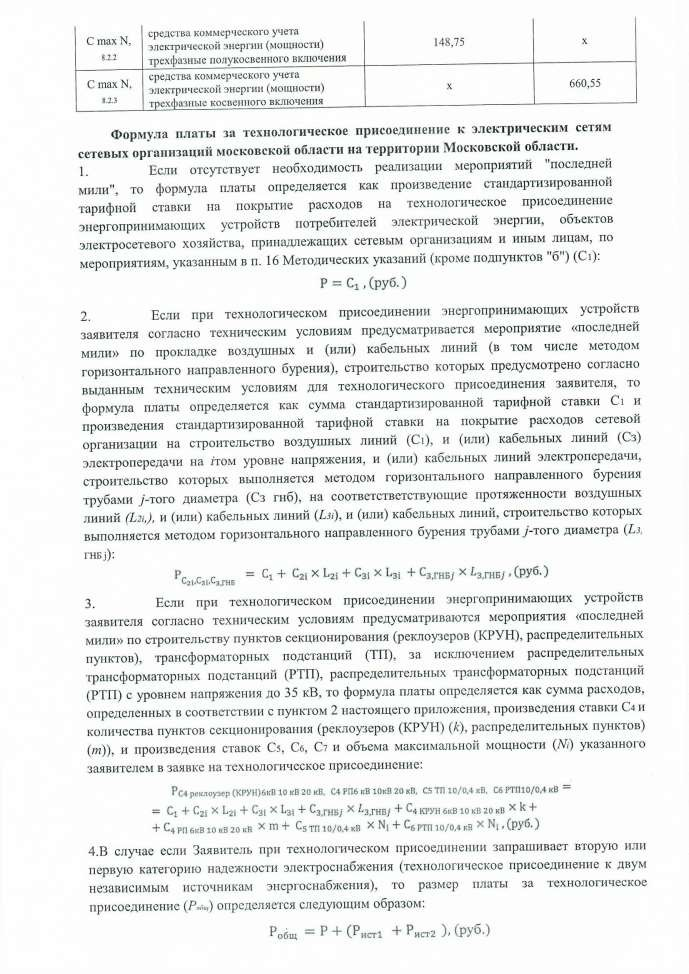 C max N, 8.2.2 средства коммерческого учета электрической энергии (мощности) трехфазные полукосвенного включения 148,75 x
C max N, 8.2.3 средства коммерческого учета электрической энергии (мощности) трехфазные косвенного включения x 660,55
Формула платы за технологическое присоединение к электрическим сетям
сетевых организаций московской области на территории Московской области.
1. Если отсутствует необходимость реализации мероприятий "последней
мили", то формула платы определяется как произведение стандартизированной
тарифной ставки на покрытие расходов на технологическое присоединение
энергопринимающих устройств потребителей электрической энергии, объектов
электросетевого хозяйства, принадлежащих сетевым организациям и иным лицам, по
мероприятиям, указанным в п. 16 Методических указаний (кроме подпунктов "б") (C1):
P = C1 , (руб.)
2. Если при технологическом присоединении энергопринимающих устройств
заявителя согласно техническим условиям предусматривается мероприятие «последней
мили» по прокладке воздушных и (или) кабельных линий (в том числе методом
горизонтального направленного бурения), строительство которых предусмотрено согласно
выданным техническим условиям для технологического присоединения заявителя, то
формула платы определяется как сумма стандартизированной тарифной ставки C1 и
произведения стандартизированной тарифной ставки на покрытие расходов сетевой
организации на строительство воздушных линий (C1), и (или) кабельных линий (C3)
электропередачи на iтом уровне напряжения, и (или) кабельных линий электропередачи,
строительство которых выполняется методом горизонтального направленного бурения
трубами j-того диаметра (C3 гнб), на соответстветствующие протяженности воздушных
линий (L2i,), и (или) кабельных линий (L3i), и (или) кабельных линий, строительство которых
выполняется методом горизонтального направленного бурения трубами j-того диаметра (L3,
ГНБ j):
PC2i,C3i,C3,ГНБ = C1 + C2i × L2i + C3i × L3i + C3,ГНБj × L3,ГНБj , (руб.)
3. Если при технологическом присоединении энергопринимающих устройств
заявителя согласно техническим условиям предусматриваются мероприятия «последней
мили» по строительству пунктов секционирования (реклоузеров (КРУН), распределительных
пунктов), трансформаторных подстанций (ТП), за исключением распределительных
трансформаторных подстанций (РТП), распределительных трансформаторных подстанций
(РТП) с уровнем напряжения до 35 кВ, то формула платы определяется как сумма расходов,
определенных в соответствии с пунктом 2 настоящего приложения, произведения ставки C4 и
количества пунктов секционирования (реклоузеров (КРУН) (k), распределительных пунктов)
(m)), и произведения ставок C5, C6, C7 и объема максимальной мощности (Ni) указанного
заявителем в заявке на технологическое присоединение:
PC4 реклоузер (КРУН)6кВ 10 кВ 20 кВ, C4 РП6 кВ 10кВ 20 кВ, C5 ТП 10/0,4 кВ, C6 РТП10/0,4 кВ =
= C1 + C2i × L2i + C3i × L3i + C3,ГНБj × L3,ГНБj + C4 КРУН 6кВ 10 кВ 20 кВ × k +
+ C4 РП 6кВ 10 кВ 20 кВ × m + C5 ТП 10/0,4 кВ × Ni + C6 РТП 10/0,4 кВ × Ni , (руб.)
4.В случае если Заявитель при технологическом присоединении запрашивает вторую или
первую категорию надежности электроснабжения (технологическое присоединение к двум
независимым источникам энергоснабжения), то размер платы за технологическое
присоединение (Pобщ) определяется следующим образом:
Pобщ = P + (Pист1 + Pист2 ), (руб.)